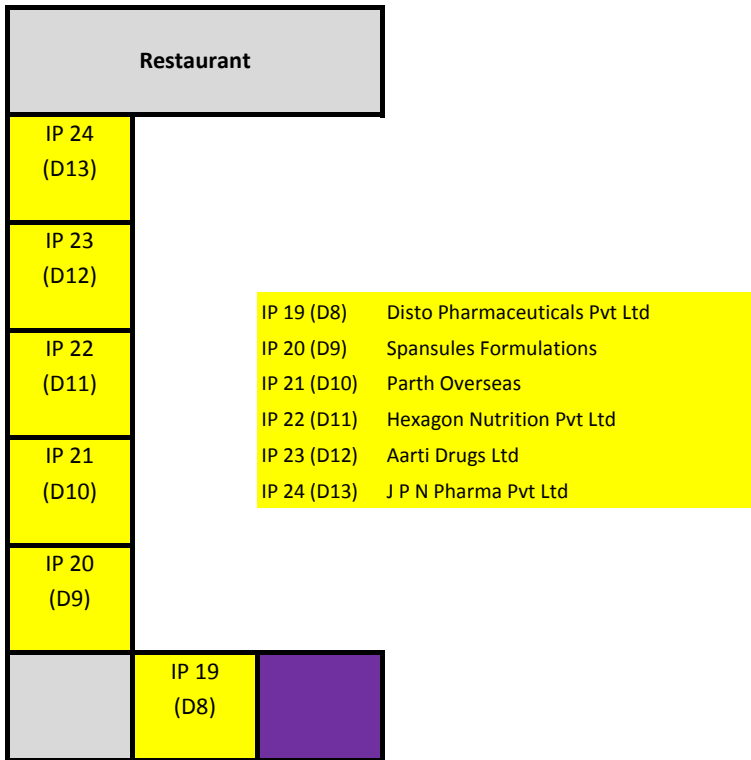 Restaurant
IP 24
(D13)
IP 23
(D12)
IP 22
(D11)
IP 21
(D10)
IP 20
(D9)
IP 19
(D8)
IP 19 (D8) Disto Pharmaceuticals Pvt Ltd
IP 20 (D9) Spansules Formulations
IP 21 (D10) Parth Overseas
IP 22 (D11) Hexagon Nutrition Pvt Ltd
IP 23 (D12) Aarti Drugs Ltd
IP 24 (D13) J P N Pharma Pvt Ltd